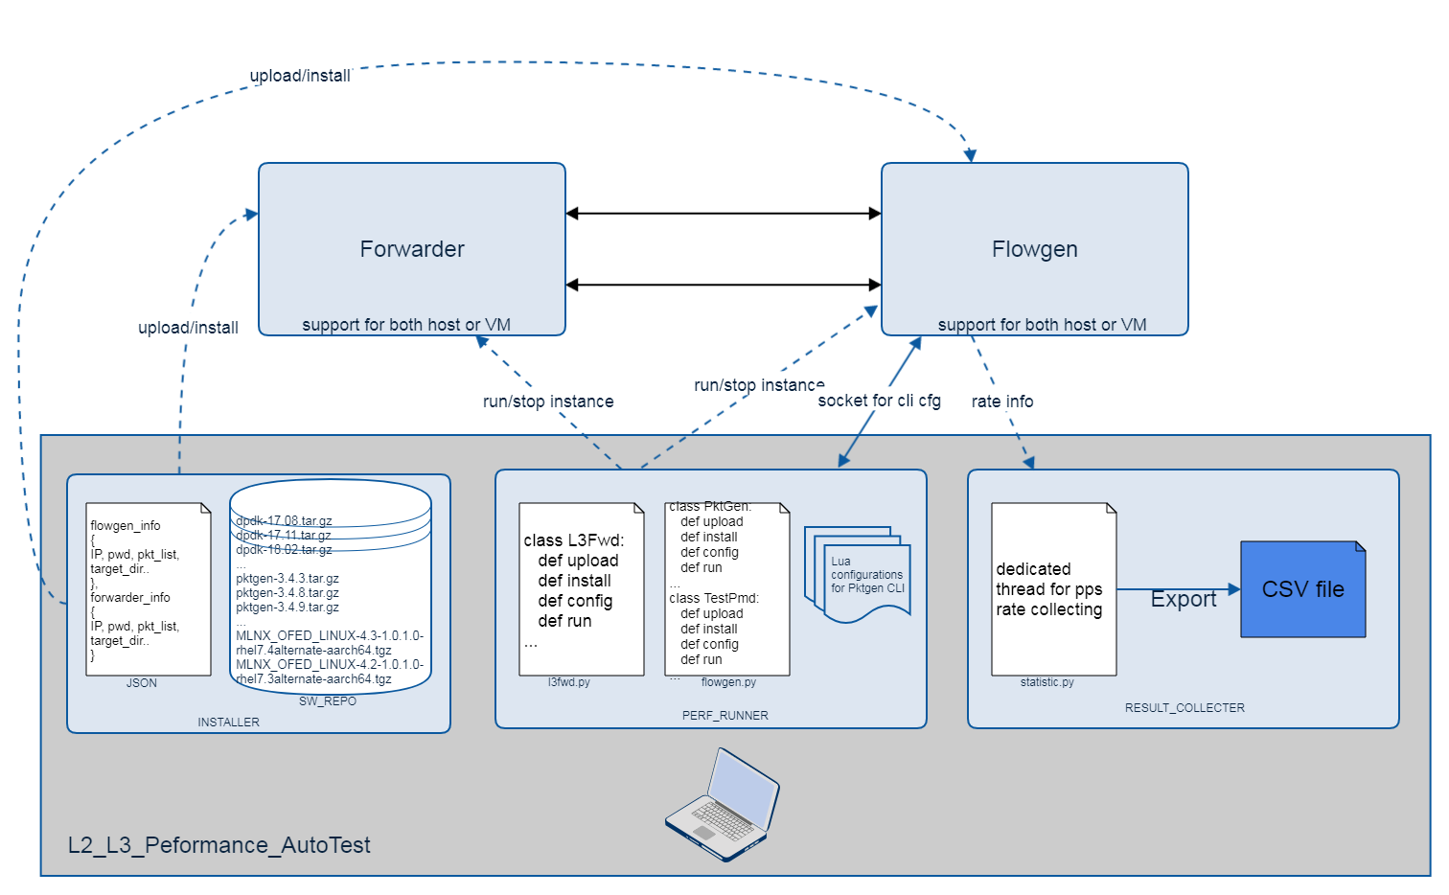 upload/install
Forwarder
support for both host or VM
Flowgen
support for both host or VM
upload/install
run/stop instance
run/stop instance
socket for cli cfg
rate info
flowgen_info
{
IP, pwd, pkt_list,
target_dir..
},
forwarder_info
{
IP, pwd, pkt_list,
target_dir..
}
JSON
dpdk-17.08.tar.gz
dpdk-17.11.tar.gz
dpdk-18.02.tar.gz
...
pktgen-3.4.3.tar.gz
pktgen-3.4.8.tar.gz
pktgen-3.4.9.tar.gz
...
MLNX_OFED_LINUX-4.3-1.0.1.0-
rhel7.4alternate-aarch64.tgz
MLNX_OFED_LINUX-4.2-1.0.1.0-
rhel7.3alternate-aarch64.tgz
SW_REPO
INSTALLER
class L3Fwd:
def upload
def install
def config
def run
...
l3fwd.py
class PktGen:
def upload
def install
def config
def run
...
class TestPmd:
def upload
def install
def config
def run
...
flowgen.py
Lua
configurations
for Pktgen CLI
PERF_RUNNER
dedicated
thread for pps
rate collecting
statistic.py
Export
CSV file
RESULT_COLLECTER
L2_L3_Peformance_AutoTest